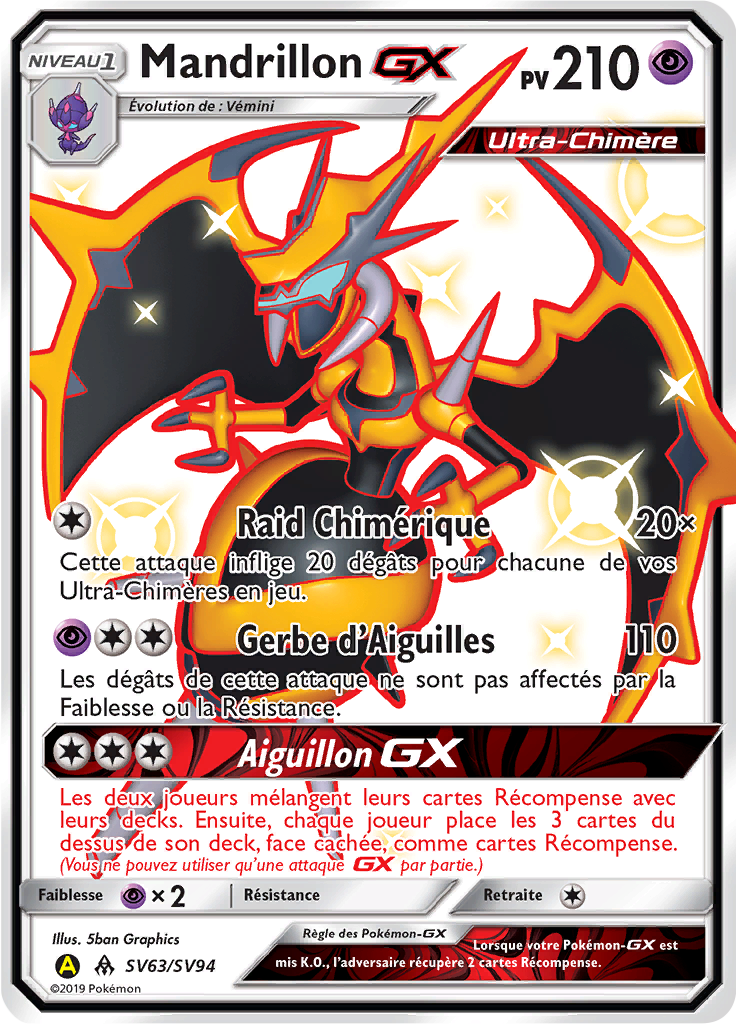 NIVEAU 1
Mandrillon GX
PV 210
Évolution de : Vémini
Ultra-Chimère
Raid Chimérique 20×
Cette attaque inflige 20 dégâts pour chacune de vos
Ultra-Chimères en jeu.
Gerbe d'Aiguilles 110
Les dégâts de cette attaque ne sont pas affectés par la
Faiblesse ou la Résistance.
Aiguillon GX
Les deux joueurs mélangent leurs cartes Récompense avec
leurs decks. Ensuite, chaque joueur place les 3 cartes du
dessus de son deck, face cachée, comme cartes Récompense.
(Vous ne pouvez utiliser qu'une attaque GX par partie.)
Faiblesse ×2 Résistance Retraite
Illus. 5ban Graphics
Règle des Pokémon-GX
Lorsque votre Pokémon-GX est
mis K.O., l'adversaire récupère 2 cartes Récompense.
A SV63/SV94
©2019 Pokémon